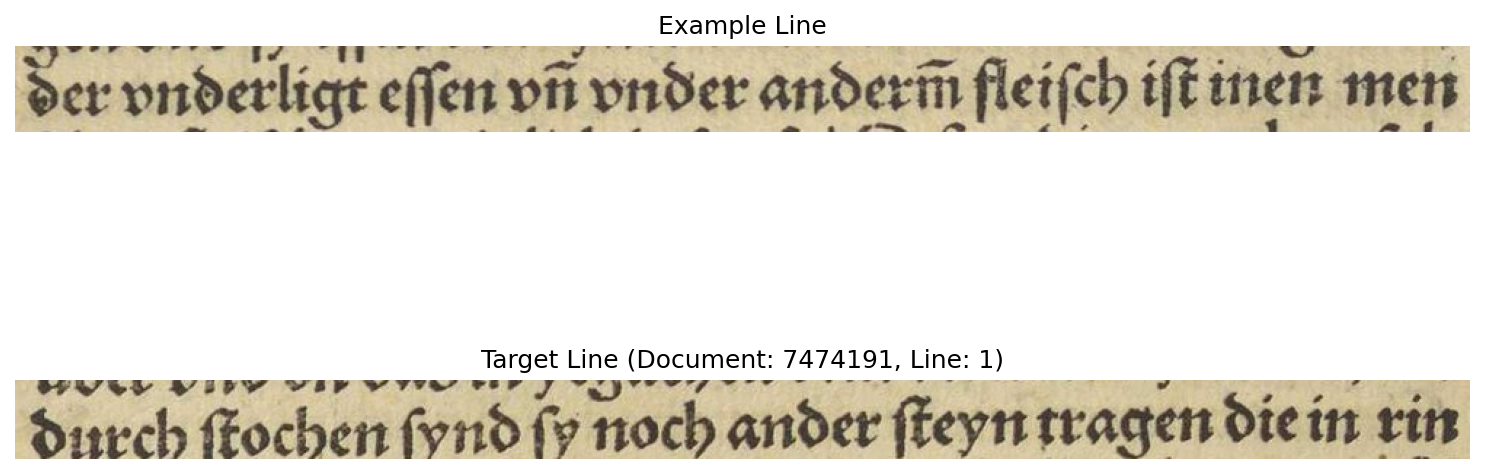 Example Line
der vnderligt eſſen vn̄ vnder anderm̄ fleiſch iſt inen men
Target Line (Document: 7474191, Line: 1)
durch ſtochen ſynd ſy noch ander ſteyn tragen die in rin